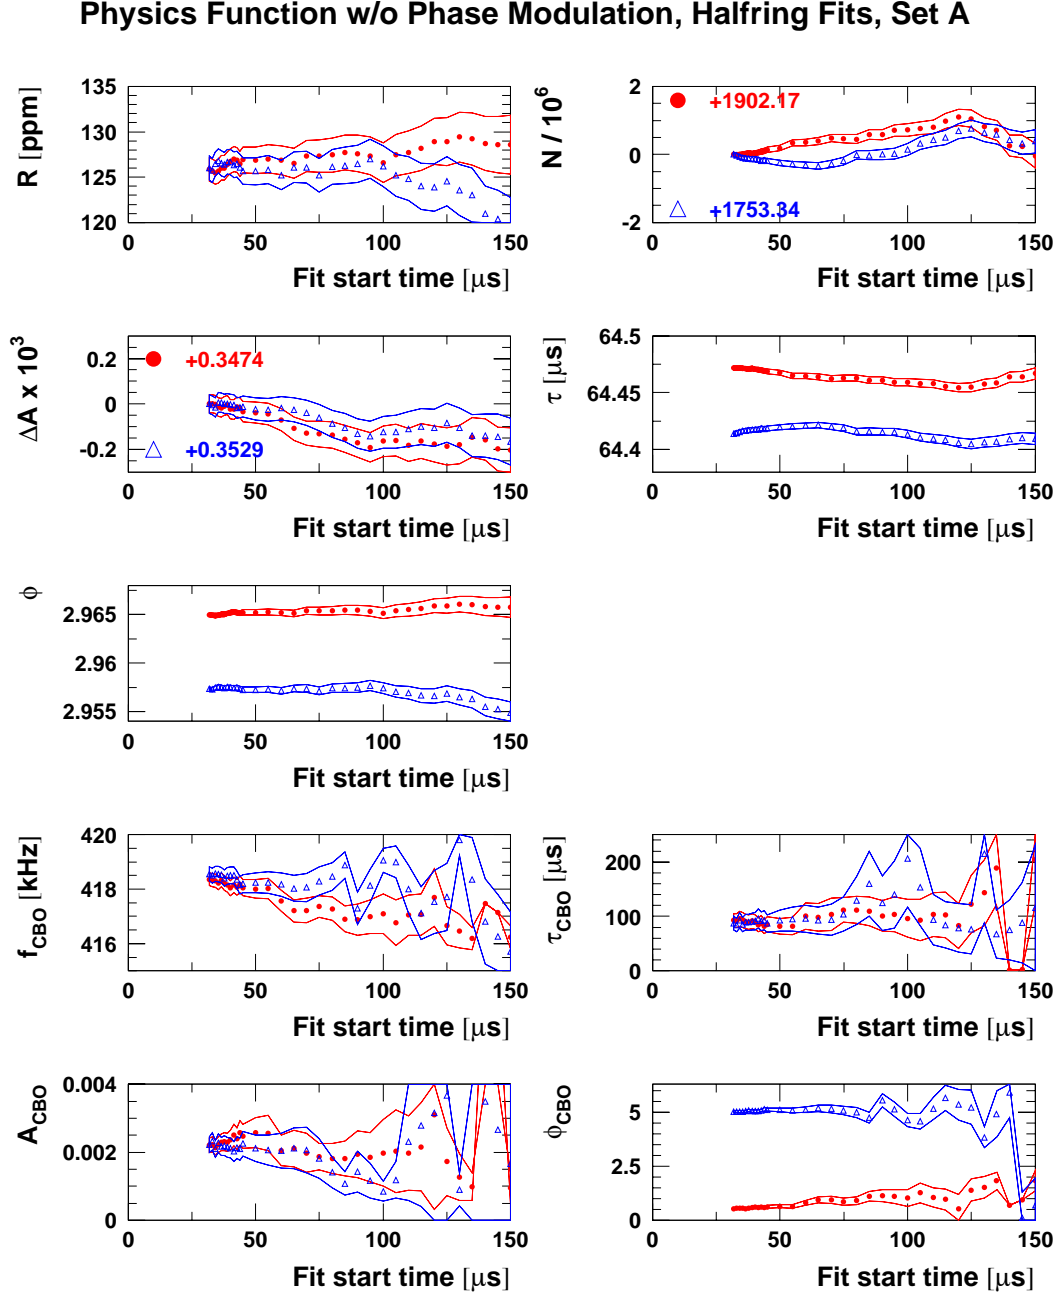 Physics Function w/o Phase Modulation, Halfring Fits, Set A
R [ppm]
135
130
125
120
0 50 100 150
Fit start time [μs]
N / 10⁶
2
0
-2
+1902.17
+1753.34
0 50 100 150
Fit start time [μs]
ΔA x 10³
0.2
0
-0.2
+0.3474
+0.3529
0 50 100 150
Fit start time [μs]
τ [μs]
64.5
64.45
64.4
0 50 100 150
Fit start time [μs]
ϕ
2.965
2.96
2.955
0 50 100 150
Fit start time [μs]
f_CBO [kHz]
420
418
416
0 50 100 150
Fit start time [μs]
τ_CBO [μs]
200
100
0
0 50 100 150
Fit start time [μs]
A_CBO
0.004
0.002
0
0 50 100 150
Fit start time [μs]
ϕ_CBO
5
2.5
0
0 50 100 150
Fit start time [μs]